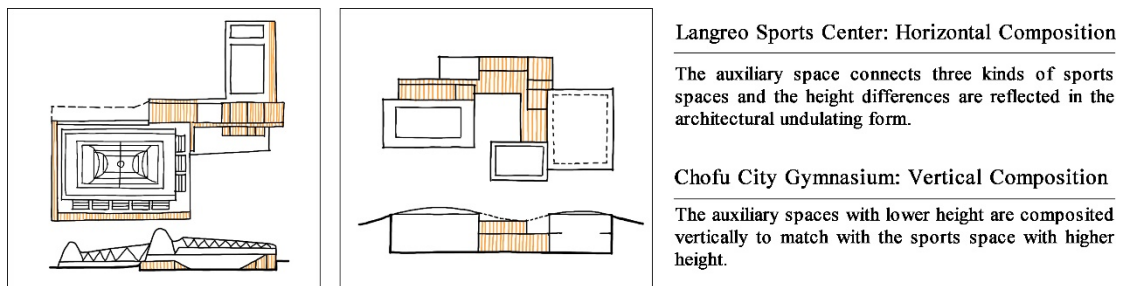 Langreo Sports Center: Horizontal Composition
The auxiliary space connects three kinds of sports
spaces and the height differences are reflected in the
architectural undulating form.
Chofu City Gymnasium: Vertical Composition
The auxiliary spaces with lower height are composited
vertically to match with the sports space with higher
height.